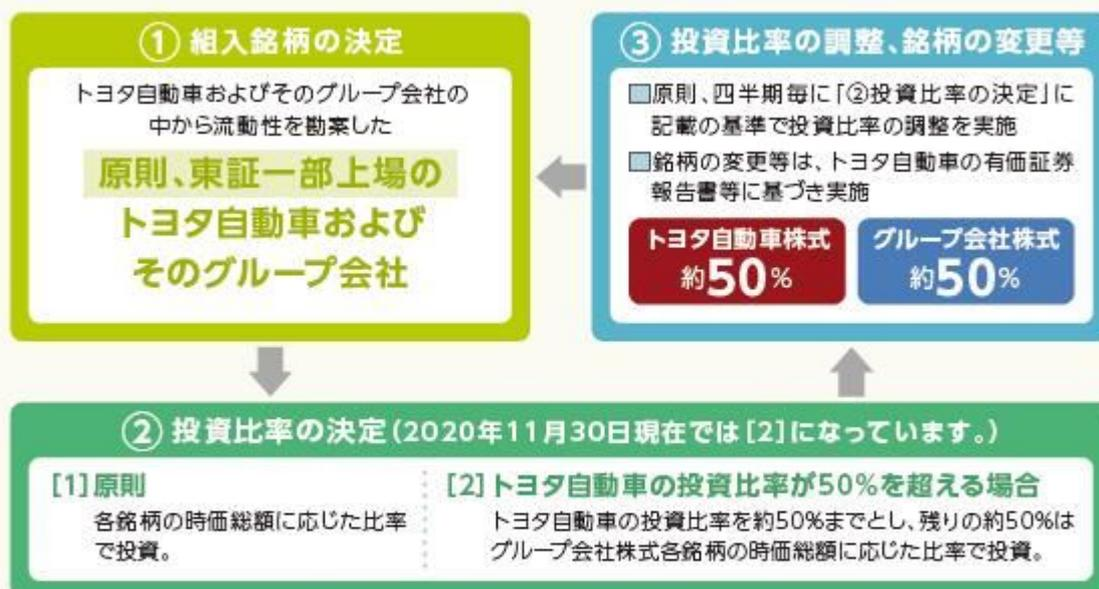 ① 組入銘柄の決定
トヨタ自動車およびそのグループ会社の
中から流動性を勘案した
原則、東証一部上場の
トヨタ自動車および
そのグループ会社
② 投資比率の決定(2020年11月30日現在では[2]になっています。)
[1]原則
各銘柄の時価総額に応じた比率
で投資。
[2]トヨタ自動車の投資比率が50%を超える場合
トヨタ自動車の投資比率を約50%までとし、残りの約50%は
グループ会社株式各銘柄の時価総額に応じた比率で投資。
③ 投資比率の調整、銘柄の変更等
□原則、四半期毎に「②投資比率の決定」に
記載の基準で投資比率の調整を実施
□銘柄の変更等は、トヨタ自動車の有価証券
報告書等に基づき実施
トヨタ自動車株式
約50%
グループ会社株式
約50%